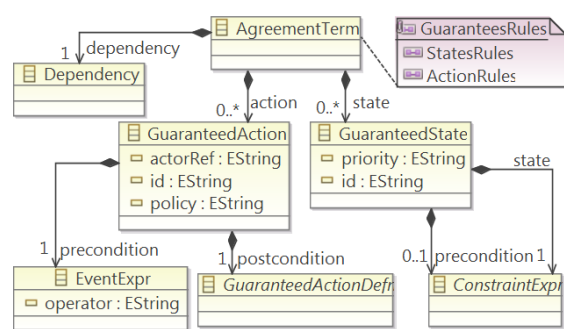 AgreementTerm
GuaranteesRules
StatesRules
ActionRules
dependency
1
Dependency
action
0..*
state
0..*
GuaranteedAction
actorRef : EString
id : EString
policy : EString
GuaranteedState
priority : EString
id : EString
state
1 precondition
1 postcondition
0..1 precondition
1
EventExpr
operator : EString
GuaranteedActionDefr
ConstraintExpr